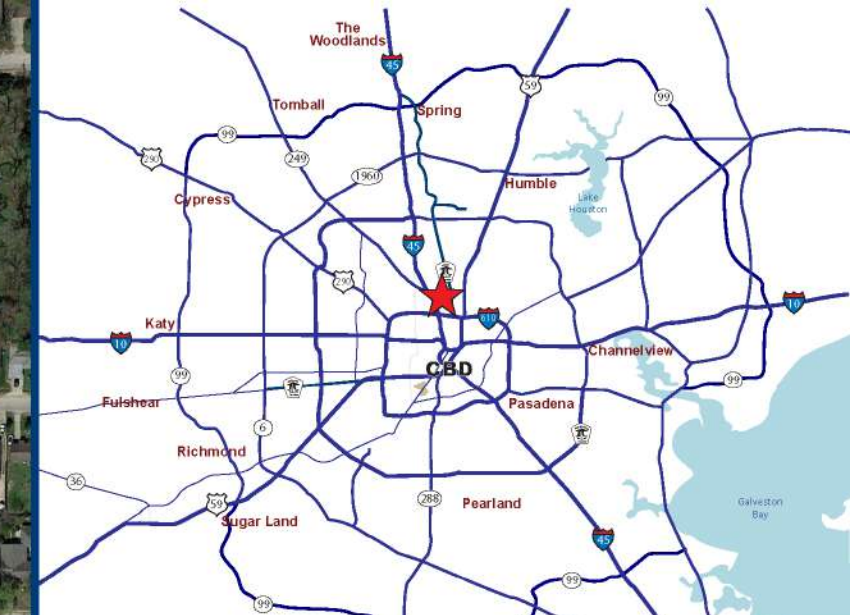 The
Woodlands
45
59
99
Tomball
Spring
99
249
290
1960
Humble
Cypress
Lake
Houston
45
290
610
10
Katy
10
Channelview
CBD
99
99
Fulshear
Pasadena
6
Richmond
36
59
288
Pearland
Galveston
Bay
Sugar Land
45
99
99